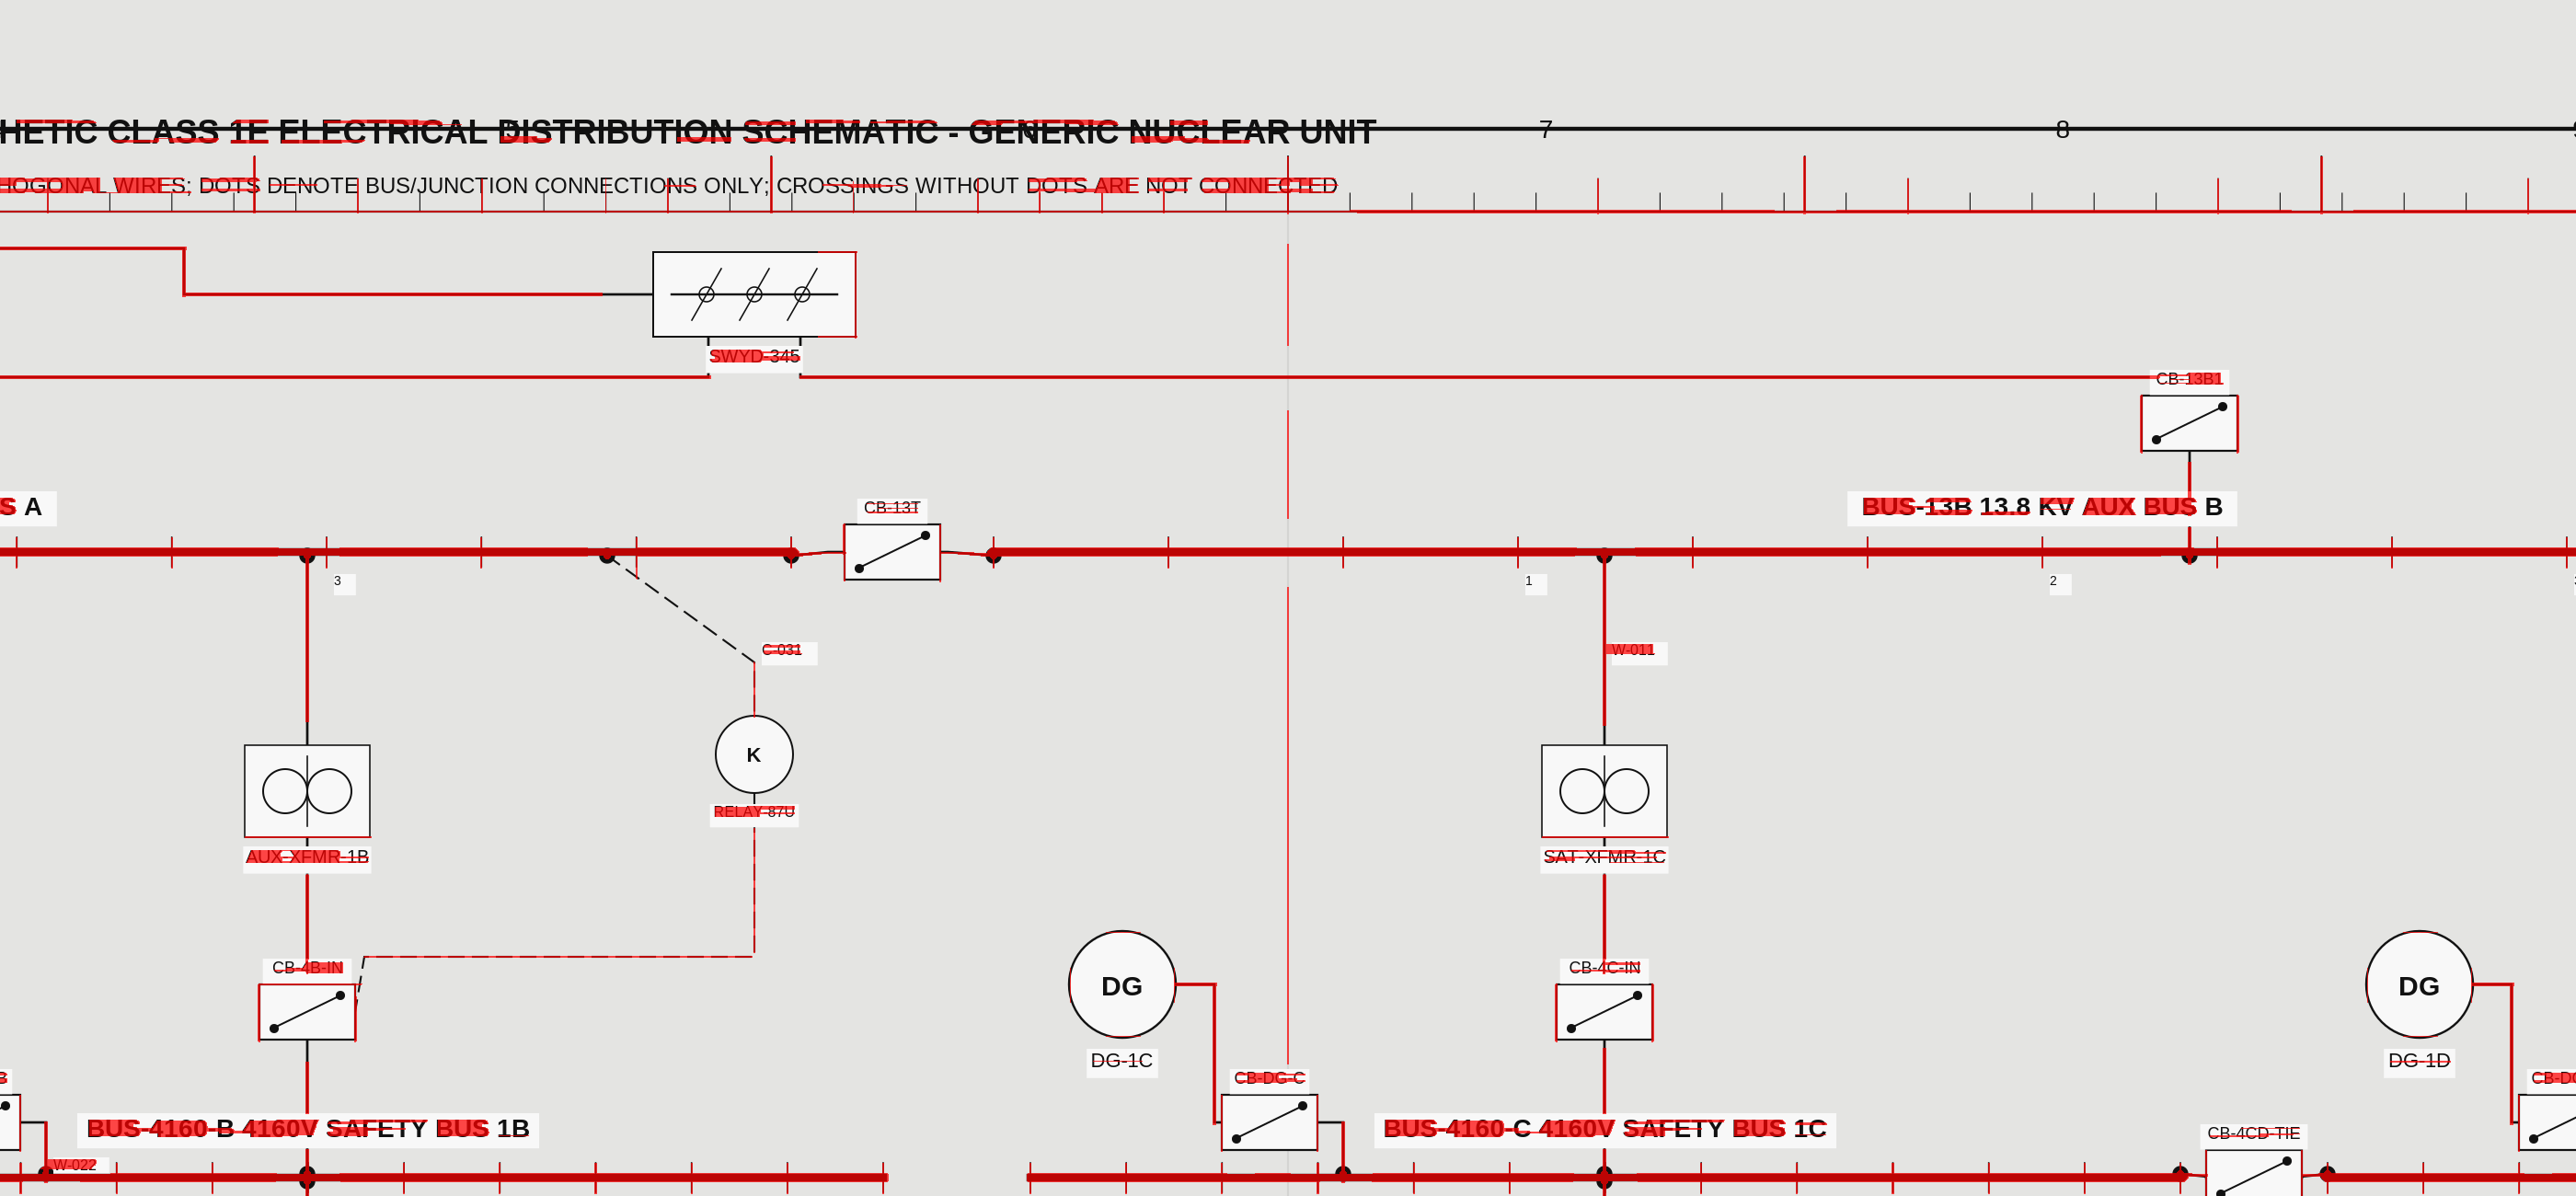 HETIC CLASS 1E ELECTRICAL DISTRIBUTION SCHEMATIC - GENERIC NUCLEAR UNIT
7
8
HOGONAL WIRES; DOTS DENOTE BUS/JUNCTION CONNECTIONS ONLY; CROSSINGS WITHOUT DOTS ARE NOT CONNECTED
SWYD-345
CB-13B1
S A
CB-13T
BUS-13B 13.8 KV AUX BUS B
3
1
2
C-031
W-011
K
RELAY-87U
AUX-XFMR-1B
SAT-XFMR-1C
CB-4B-IN
CB-4C-IN
DG
DG
DG-1C
DG-1D
CB-DG-C
CB-DG
BUS-4160-B 4160V SAFETY BUS 1B
BUS-4160-C 4160V SAFETY BUS 1C
CB-4CD-TIE
W-022